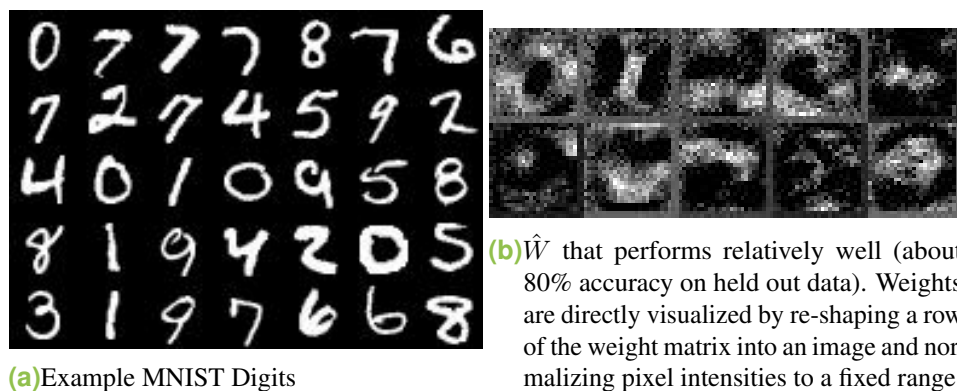 0 7 7 7 8 7 6
7 2 7 4 5 9 2
4 0 1 0 9 5 8
8 1 9 4 2 0 5
3 1 9 7 6 6 8
(a)Example MNIST Digits
(b)Ŵ that performs relatively well (about
80% accuracy on held out data). Weights
are directly visualized by re-shaping a row
of the weight matrix into an image and nor
malizing pixel intensities to a fixed range